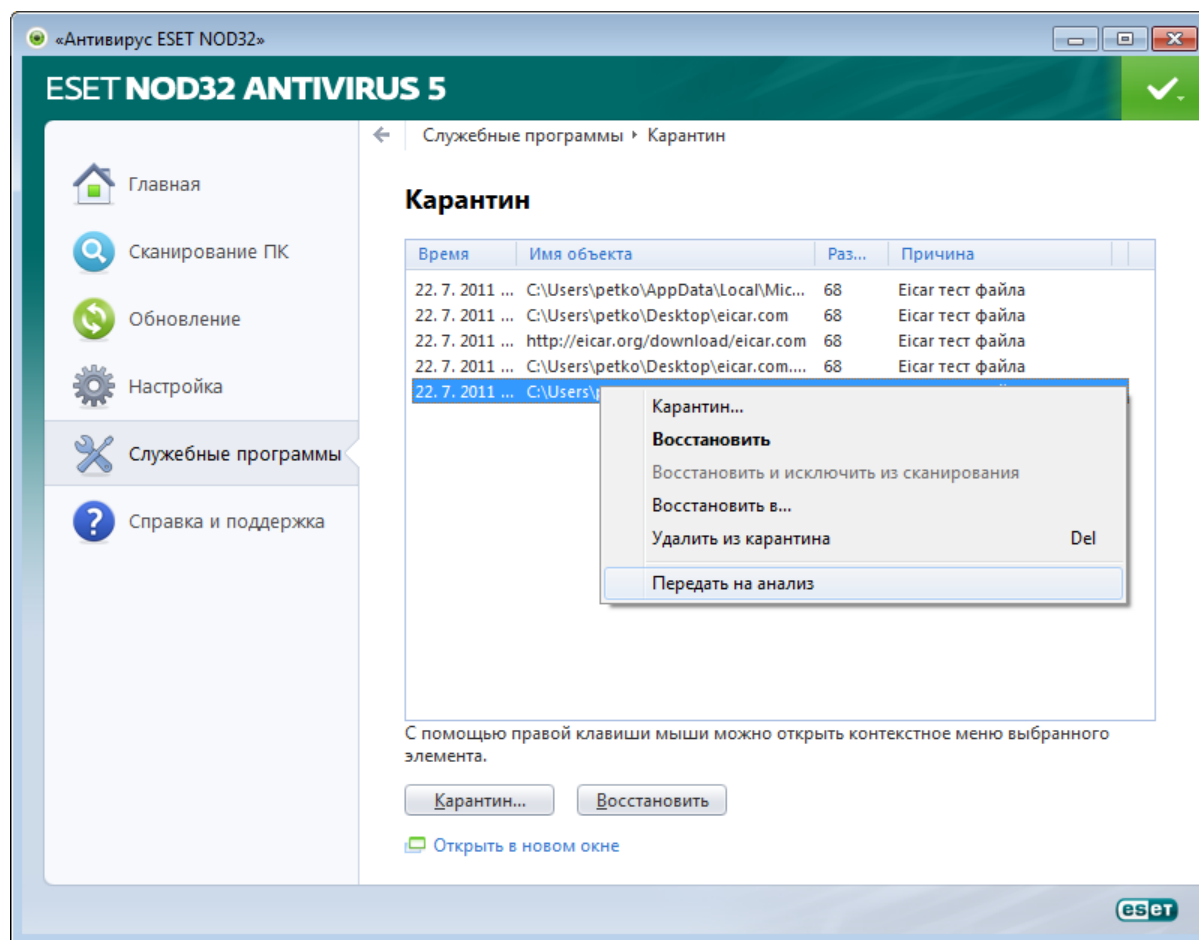 «Антивирус ESET NOD32»
ESET NOD32 ANTIVIRUS 5
Служебные программы Карантин
Главная
Сканирование ПК
Обновление
Настройка
Служебные программы
Справка и поддержка
Карантин
Время Имя объекта Раз... Причина
22. 7. 2011 ... C:\Users\petko\AppData\Local\Mic... 68 Eicar тест файла
22. 7. 2011 ... C:\Users\petko\Desktop\eicar.com 68 Eicar тест файла
22. 7. 2011 ... http://eicar.org/download/eicar.com 68 Eicar тест файла
22. 7. 2011 ... C:\Users\petko\Desktop\eicar.com.... 68 Eicar тест файла
22. 7. 2011 ... C:\Users\
Карантин...
Восстановить
Восстановить и исключить из сканирования
Восстановить в...
Удалить из карантина Del
Передать на анализ
С помощью правой клавиши мыши можно открыть контекстное меню выбранного
элемента.
Карантин... Восстановить
Открыть в новом окне
eset